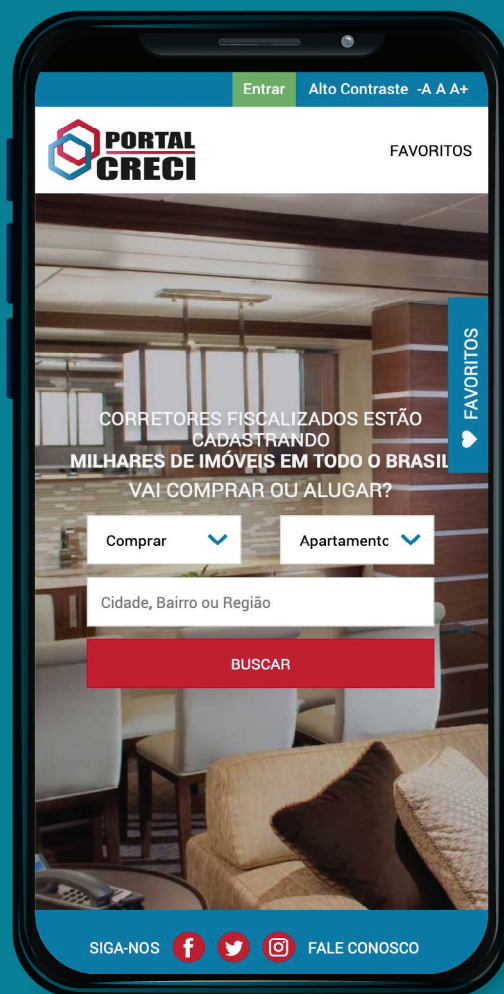 Entrar Alto Contraste -A A A+
PORTAL
CRECI
FAVORITOS
FAVORITOS
CORRETORES FISCALIZADOS ESTÃO
CADASTRANDO
MILHARES DE IMÓVEIS EM TODO O BRASIL
VAI COMPRAR OU ALUGAR?
Comprar Apartamentc
Cidade, Bairro ou Região
BUSCAR
SIGA-NOS FALE CONOSCO